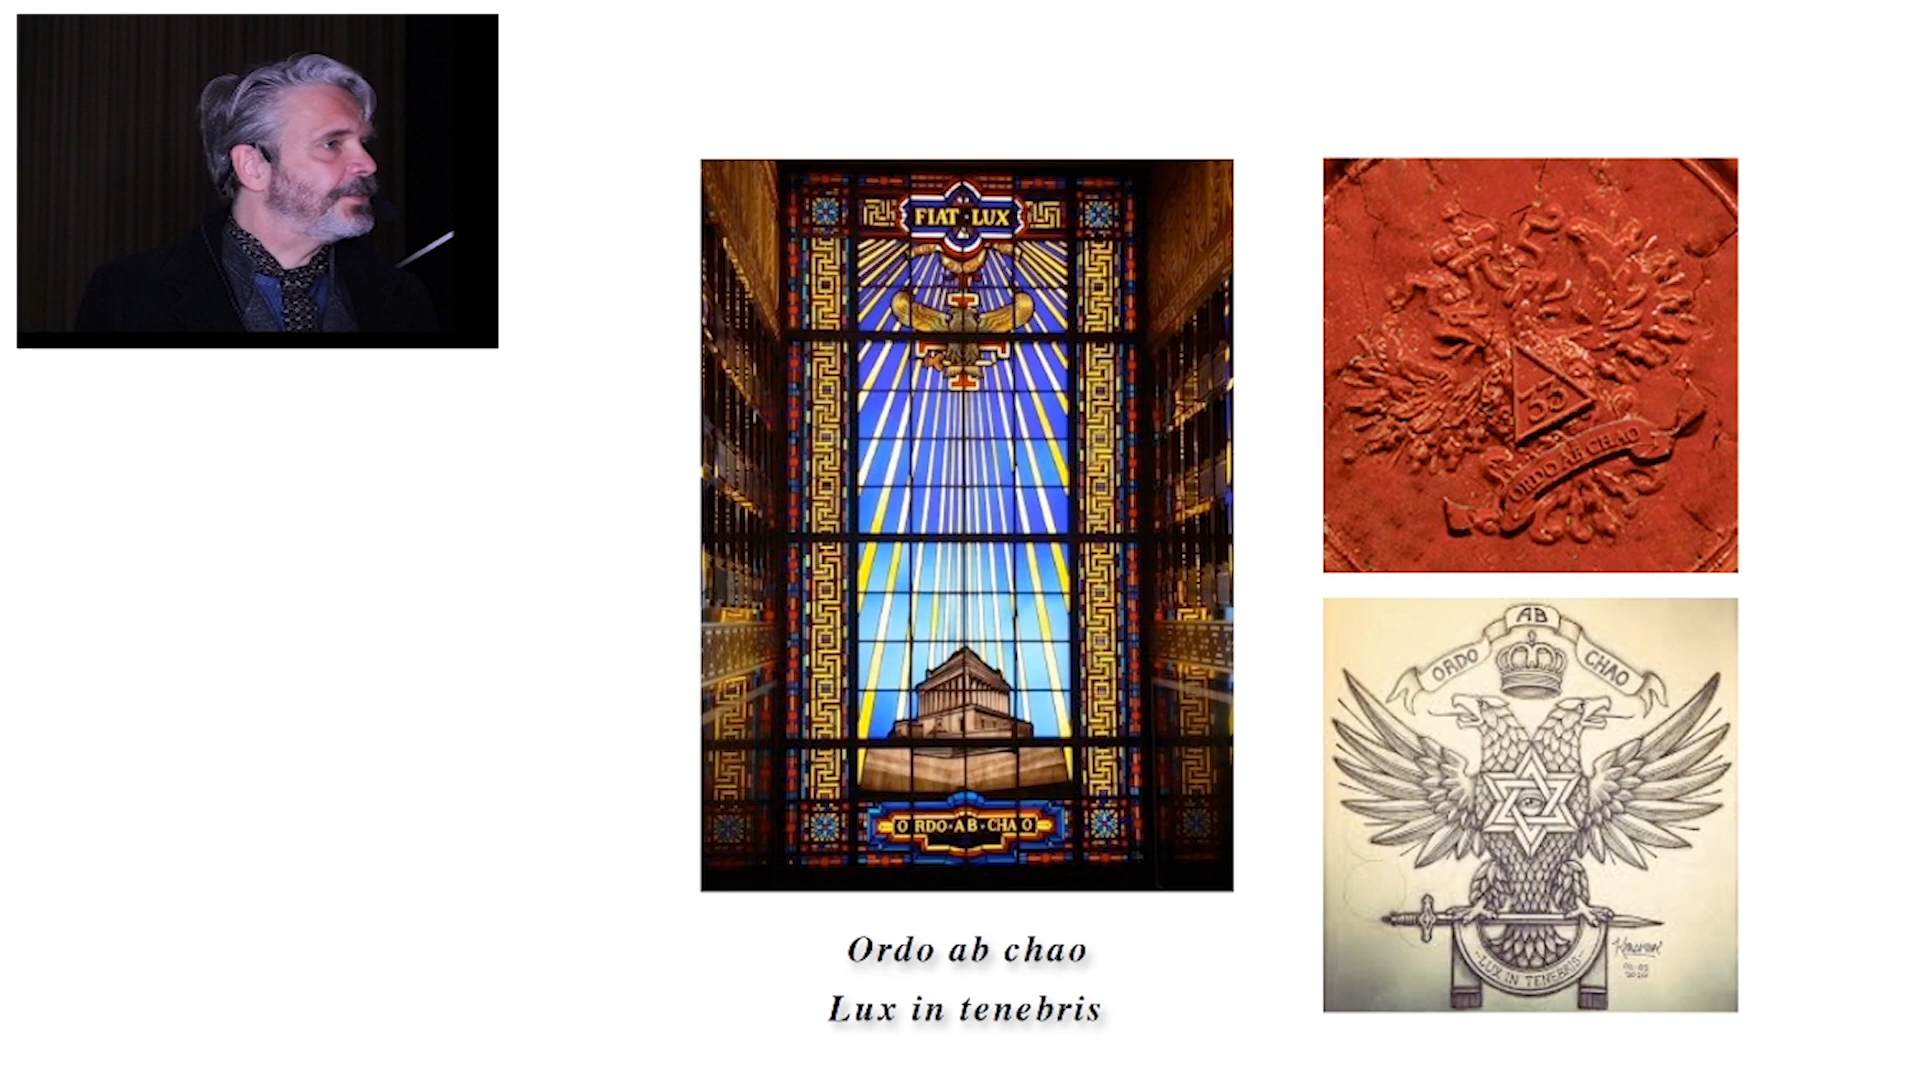 FIAT·LUX
ORDO·AB·CHAO
Ordo ab chao
Lux in tenebris
33
ORDO AB CHAO
ORDO AB CHAO
-LUX IN TENEBRIS-
2020